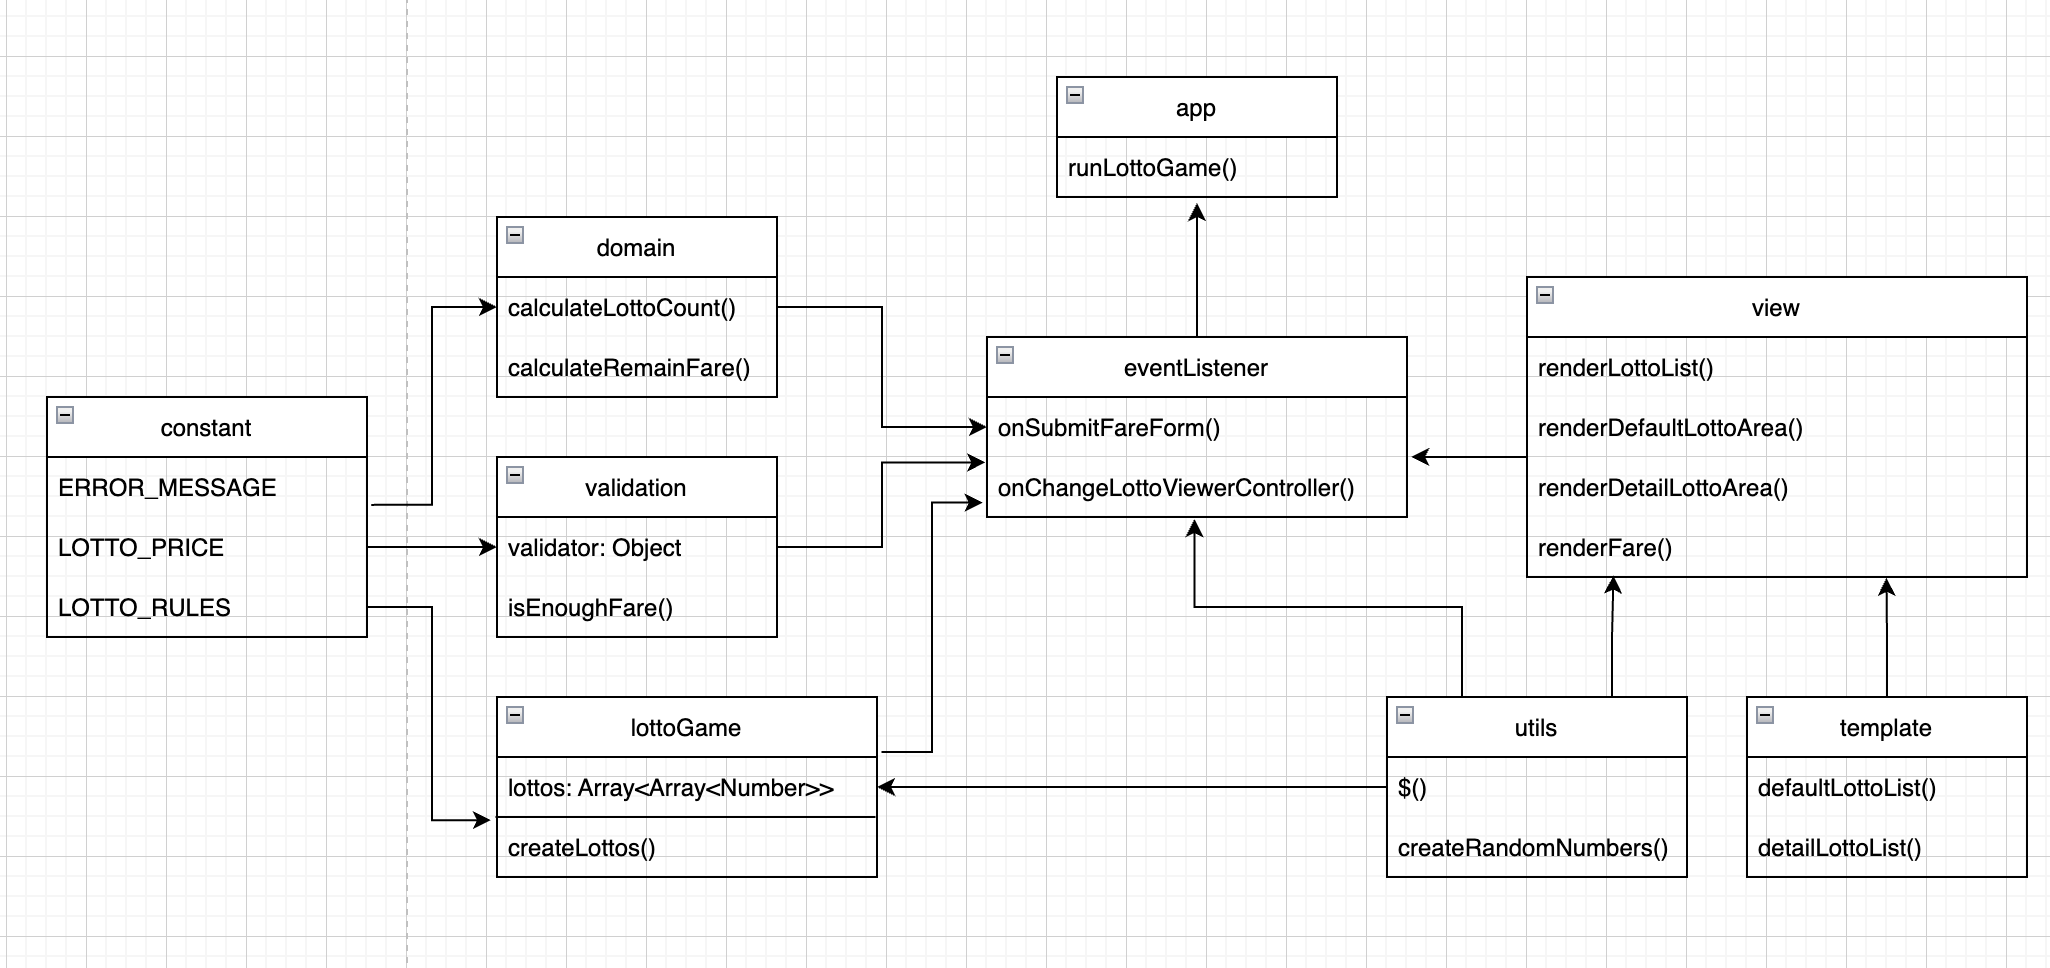 app
runLottoGame()
domain
calculateLottoCount()
calculateRemainFare()
constant
ERROR_MESSAGE
LOTTO_PRICE
LOTTO_RULES
validation
validator: Object
isEnoughFare()
eventListener
onSubmitFareForm()
onChangeLottoViewerController()
view
renderLottoList()
renderDefaultLottoArea()
renderDetailLottoArea()
renderFare()
lottoGame
lottos: Array<Array<Number>>
createLottos()
utils
$()
createRandomNumbers()
template
defaultLottoList()
detailLottoList()